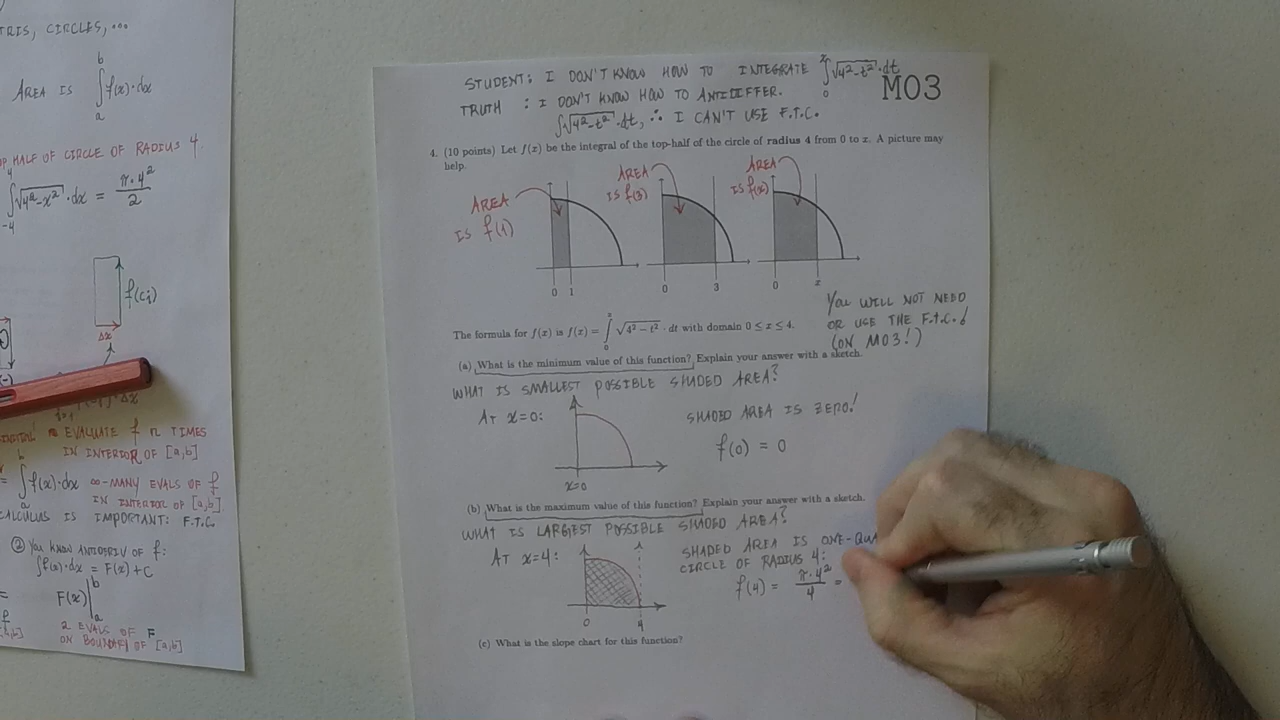 TRIS, CIRCLES, ...
AREA IS ∫ₐᵇ f(x)·dx
OP HALF OF CIRCLE OF RADIUS 4.
∫₋₄⁴ √(4²-x²)·dx = π·4²/2
f(cᵢ)
Δx
≈ EVALUATE f n TIMES
IN INTERIOR OF [a,b]
= ∫ₐᵇ f(x)·dx ∞-MANY EVALS OF f
IN INTERIOR OF [a,b]
CALCULUS IS IMPORTANT: F.T.C.
② YOU KNOW ANTIDERIV OF f:
∫f(x)·dx = F(x)+C
= F(x)|ₐᵇ
2 EVALS OF F
ON BOUNDARY OF [a,b]
STUDENT: I DON'T KNOW HOW TO INTEGRATE ∫₀ˣ √(4²-t²)·dt
M03
TRUTH : I DON'T KNOW HOW TO ANTIDIFFER.
∫√(4²-t²)·dt, ∴ I CAN'T USE F.T.C.
4. (10 points) Let f(x) be the integral of the top-half of the circle of radius 4 from 0 to x. A picture may
help.
AREA
IS f(1)
0 1
AREA
IS f(3)
0 3
AREA
IS f(x)
0 x
YOU WILL NOT NEED
OR USE THE F.T.C.!
(ON M03!)
The formula for f(x) is f(x) = ∫₀ˣ √(4² − t²) · dt with domain 0 ≤ x ≤ 4.
(a) What is the minimum value of this function? Explain your answer with a sketch.
WHAT IS SMALLEST POSSIBLE SHADED AREA?
AT x=0:
x=0
SHADED AREA IS ZERO!
f(0) = 0
(b) What is the maximum value of this function? Explain your answer with a sketch.
WHAT IS LARGEST POSSIBLE SHADED AREA?
AT x=4:
0 4
SHADED AREA IS ONE-QUA
CIRCLE OF RADIUS 4:
f(4) = π·4²/4 =
(c) What is the slope chart for this function?